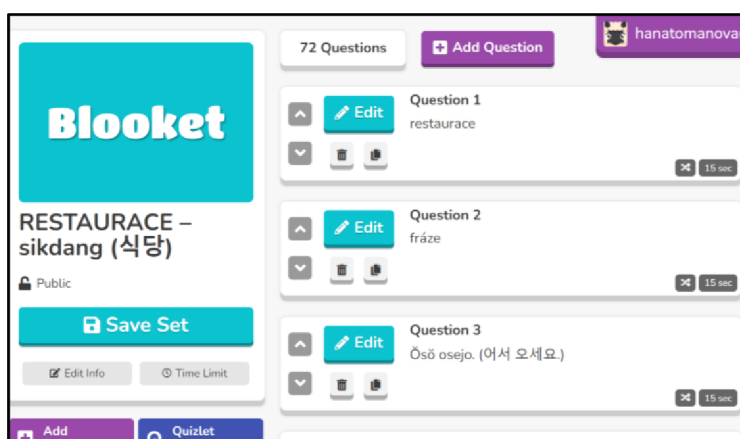 Blooket
RESTAURACE –
sikdang (식당)
Public
Save Set
Edit Info
Time Limit
Add
Quizlet
72 Questions
Add Question
hanatomanova
Edit
Question 1
restaurace
15 sec
Edit
Question 2
fráze
15 sec
Edit
Question 3
Ŏsŏ osejo. (어서 오세요.)
15 sec